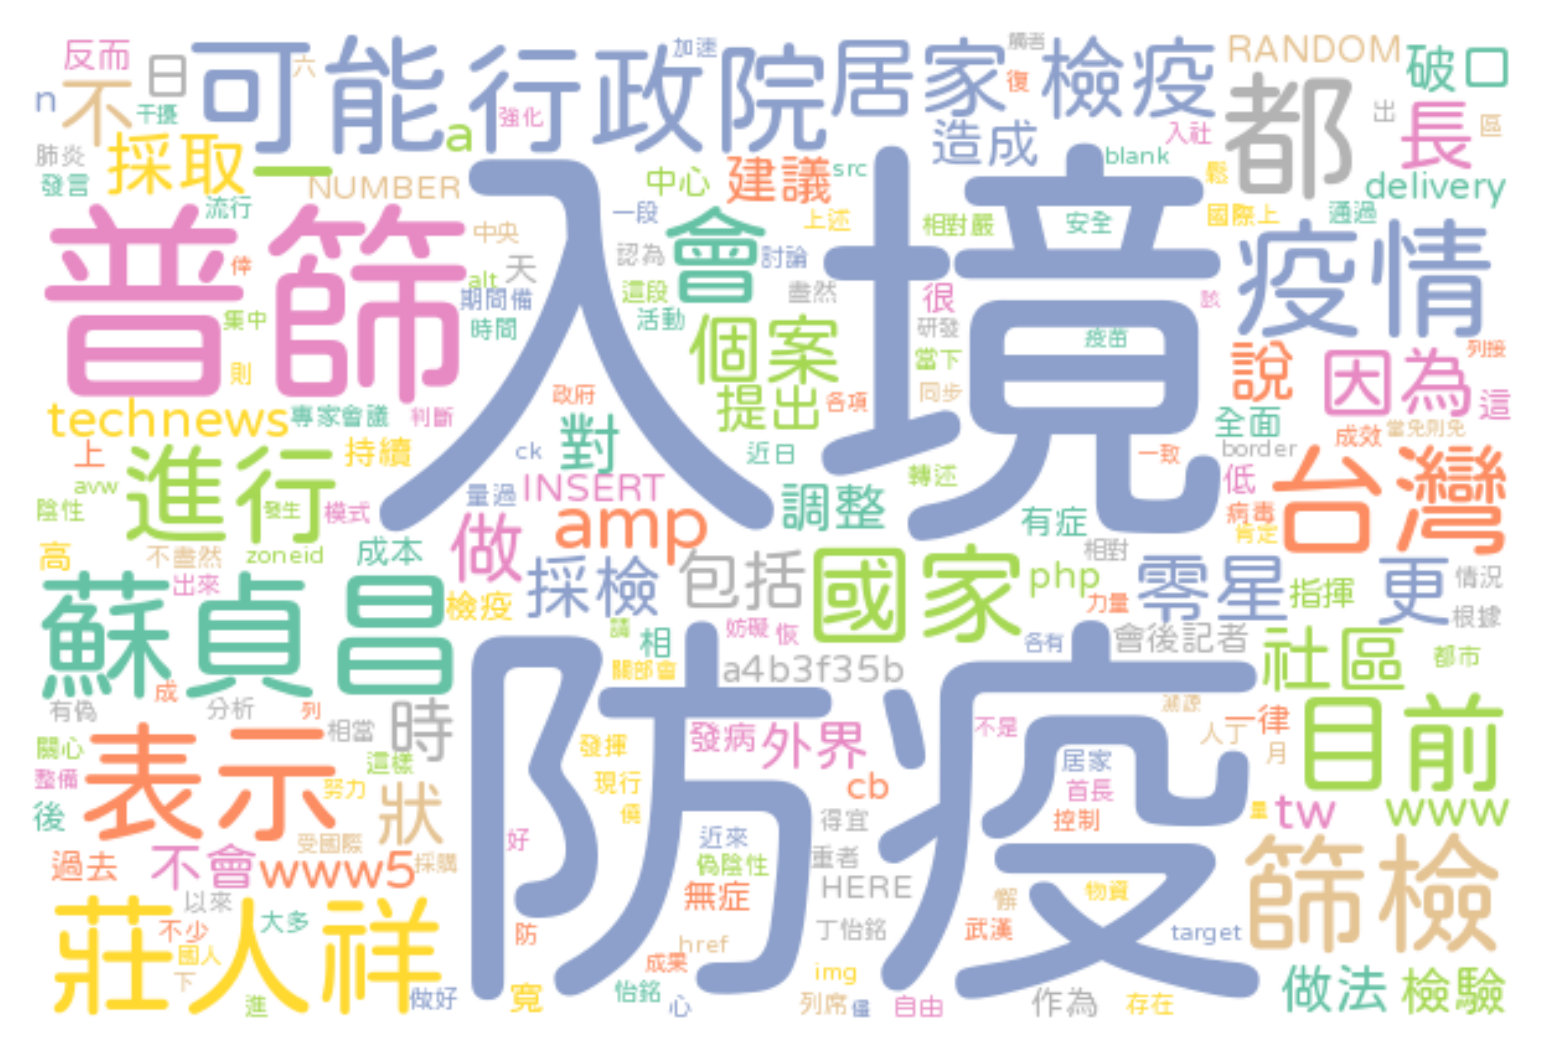 反而
日
可能
六
行政院
加速
居家
檢疫
觸者
復
RANDOM
破口
n
不
干擾
強化
a
造成
入社
都
出
長
區
肺炎
發言
採取
一
流行
NUMBER
中心
建議
src
blank
鬆
國際上
通過
delivery
普篩
倖
中央
一段
會
上述
相對嚴
安全
入境
疫情
認為
討論
天
alt
期間備
這段
盡然
很
該
集中
時間
活動
研發
疫苗
則
個案
當下
說
因為
列接
政府
提出
各項
同步
這
technews
專家會議
判斷
全面
成效
當免則免
上
持續
ck
對
近日
一致
border
avw
進行
量過
INSERT
轉述
低
台灣
陰性
發生
模式
調整
有症
病毒
肯定
高
不盡然
zoneid
成本
做
amp
相對
出來
蘇貞昌
檢疫
採檢
包括
國家
php
力量
零星
指揮
更
情況
根據
請
相
妨礙
恢
各有
會後記者
社區
都市
關部會
a4b3f35b
成
有偽
分析
列
相當
時
防疫
溯源
人丁
一律
目前
關心
表示
這樣
發揮
發病
外界
不是
月
整備
努力
狀
現行
cb
居家
首長
後
受國際
僥
控制
量
tw
www
過去
不會
www5
採購
好
近來
得宜
偽陰性
重者
篩檢
莊人祥
以來
不少
大多
無症
HERE
懈
物資
國人
下
防
href
丁怡銘
武漢
target
成果
img
進
做好
寬
怡銘
心
列席
僅
自由
作為
存在
做法
檢驗